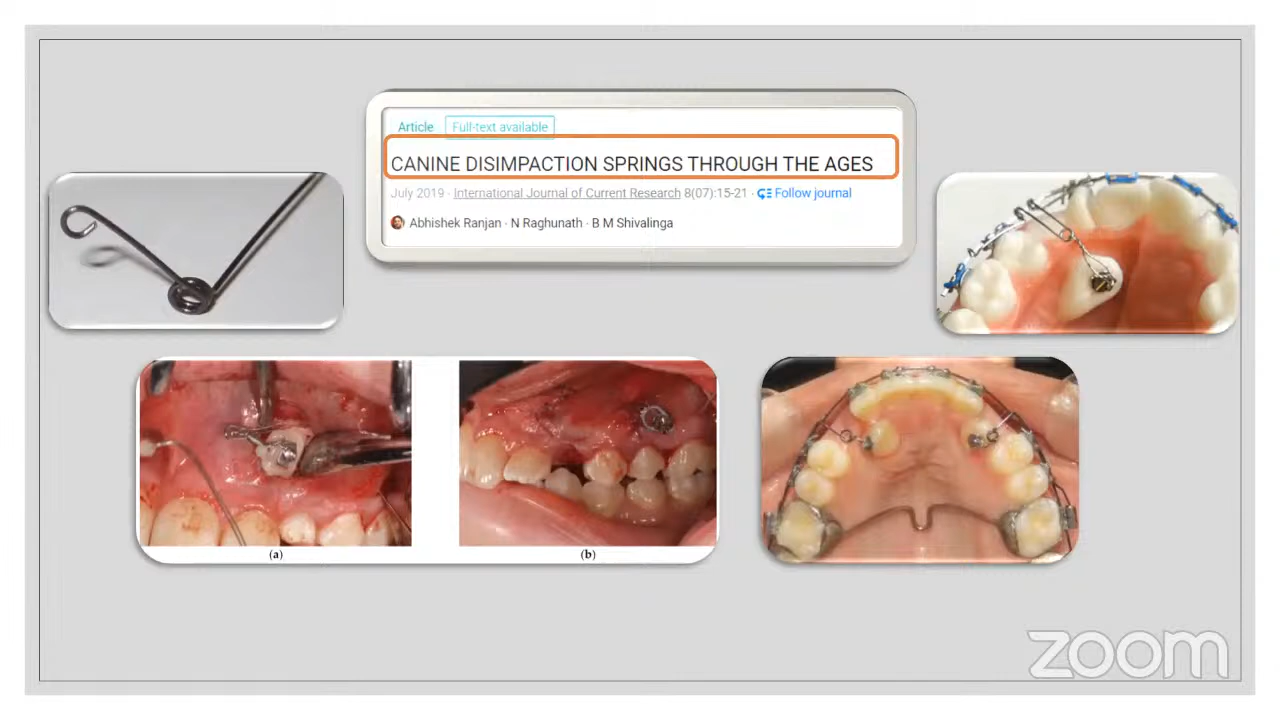 Article Full-text available
CANINE DISIMPACTION SPRINGS THROUGH THE AGES
July 2019 · International Journal of Current Research 8(07):15-21 · Follow journal
Abhishek Ranjan · N Raghunath · B M Shivalinga
(a)
(b)
zoom